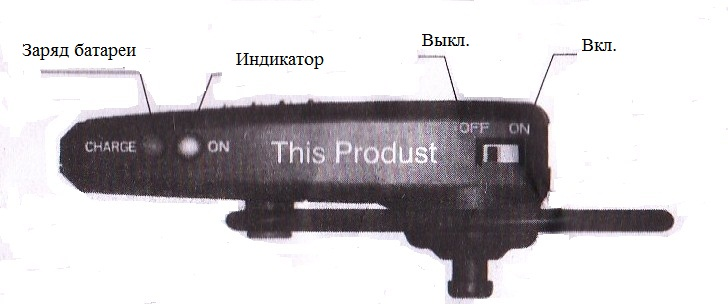 Заряд батареи
Индикатор
Выкл.
Вкл.
OFF ON
CHARGE ON
This Produst